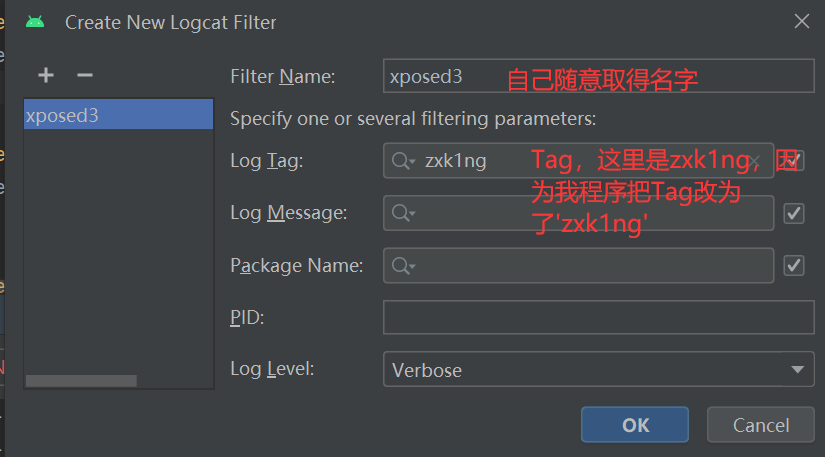 Create New Logcat Filter
xposed3
Filter Name:
xposed3
自己随意取得名字
Specify one or several filtering parameters:
Log Tag:
zxk1ng
Tag，这里是zxk1ng，因
为我程序把Tag改为
了'zxk1ng'
Log Message:
Package Name:
PID:
Log Level:
Verbose
OK
Cancel